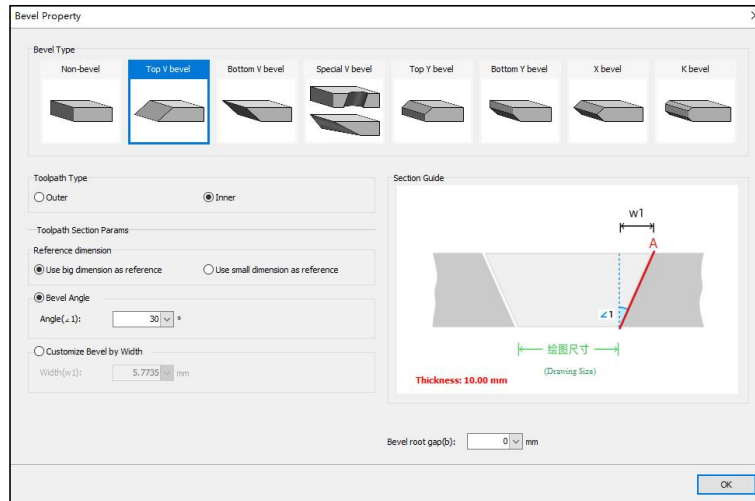 Bevel Property
Bevel Type
Non-bevel Top V bevel Bottom V bevel Special V bevel Top Y bevel Bottom Y bevel X bevel K bevel
Toolpath Type
Outer Inner
Toolpath Section Params
Reference dimension
Use big dimension as reference Use small dimension as reference
Bevel Angle
Angle(∠1): 30 °
Customize Bevel by Width
Width(w1): 5.7735 mm
Section Guide
w1
A
∠1
绘图尺寸
(Drawing Size)
Thickness: 10.00 mm
Bevel root gap(b): 0 mm
OK